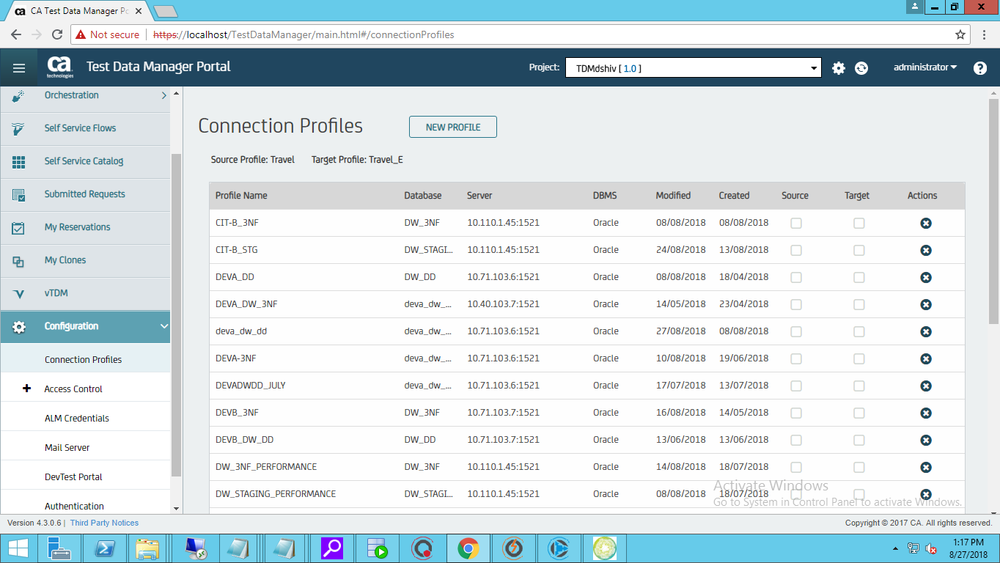 CA Test Data Manager Po
Not secure https://localhost/TestDataManager/main.html#/connectionProfiles
ca technologies Test Data Manager Portal Project: TDMdshiv [ 1.0 ] administrator
Orchestration
Self Service Flows
Self Service Catalog
Submitted Requests
My Reservations
My Clones
vTDM
Configuration
Connection Profiles
Access Control
ALM Credentials
Mail Server
DevTest Portal
Authentication
Connection Profiles NEW PROFILE
Source Profile: Travel Target Profile: Travel_E
Profile Name Database Server DBMS Modified Created Source Target Actions
CIT-B_3NF DW_3NF 10.110.1.45:1521 Oracle 08/08/2018 08/08/2018
CIT-B_STG DW_STAGI... 10.110.1.45:1521 Oracle 24/08/2018 13/08/2018
DEVA_DD DW_DD 10.71.103.6:1521 Oracle 08/08/2018 18/04/2018
DEVA_DW_3NF deva_dw_... 10.40.103.7:1521 Oracle 14/05/2018 23/04/2018
deva_dw_dd deva_dw_... 10.71.103.6:1521 Oracle 27/08/2018 08/08/2018
DEVA-3NF deva_dw_... 10.71.103.6:1521 Oracle 10/08/2018 19/06/2018
DEVADWDD_JULY deva_dw_... 10.71.103.6:1521 Oracle 17/07/2018 13/07/2018
DEVB_3NF DW_3NF 10.71.103.7:1521 Oracle 16/08/2018 14/05/2018
DEVB_DW_DD DW_DD 10.71.103.7:1521 Oracle 13/06/2018 13/06/2018
DW_3NF_PERFORMANCE DW_3NF 10.110.1.45:1521 Oracle 14/08/2018 18/07/2018
DW_STAGING_PERFORMANCE DW_STAGI... 10.110.1.45:1521 Oracle 08/08/2018 18/07/2018
Activate Windows
Go to System in Control Panel to activate Windows.
Version 4.3.0.6 | Third Party Notices Copyright © 2017 CA. All rights reserved.
1:17 PM
8/27/2018